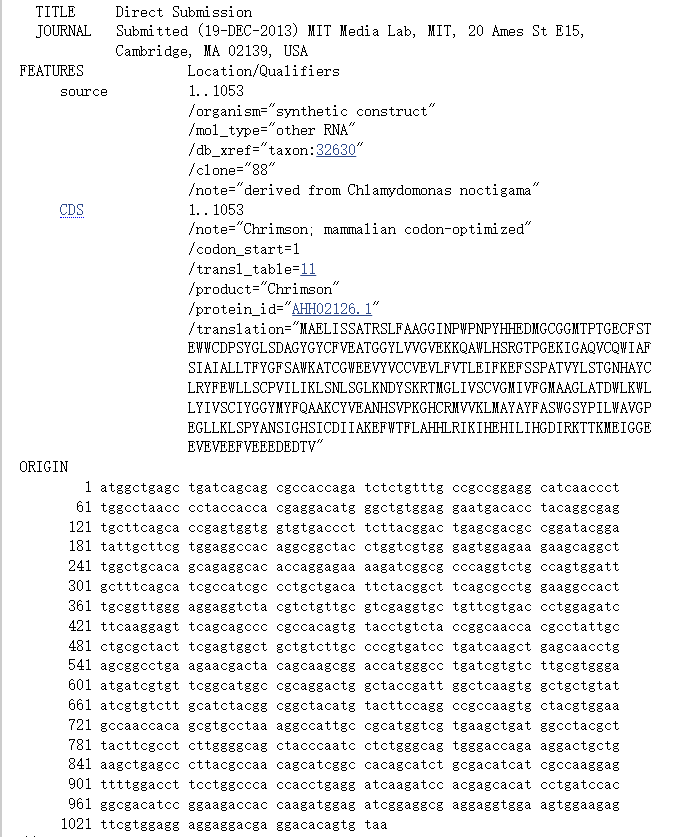 TITLE     Direct Submission
JOURNAL   Submitted (19-DEC-2013) MIT Media Lab, MIT, 20 Ames St E15,
Cambridge, MA 02139, USA
FEATURES             Location/Qualifiers
source          1..1053
/organism="synthetic construct"
/mol_type="other RNA"
/db_xref="taxon:32630"
/clone="88"
/note="derived from Chlamydomonas noctigama"
CDS             1..1053
/note="Chrimson; mammalian codon-optimized"
/codon_start=1
/transl_table=11
/product="Chrimson"
/protein_id="AHH02126.1"
/translation="MAELISSATRSLFAAGGINPWPNPYHHEDMGCGGMTPTGECFST
EWWCDPSYGLSDAGYGYCFVEATGGYLVVGVEKKQAWLHSRGTPGEKIGAQVCQWIAF
SIAIALLTFYGFSAWKATCGWEEVYVCCVEVLFVTLEIFKEFSSPATVYLSTGNHAYC
LRYFEWLLSCPVILIKLSNLSGLKNDYSKRTMGLIVSCVGMIVFGMAAGLATDWLKWL
LYIVSCIYGGYMYFQAAKCYVEANHSVPKGHCRMVVKLMAYAYFASWGSYPILWAVGP
EGLLKLSPYANSIGHSICDIIAKEFWTFLAHHLRIKIHEHILIHGDIRKTTKMEIGGE
EVEVEEFVEEEDEDTV"
ORIGIN
1 atggctgagc tgatcagcag cgccaccaga tctctgtttg ccgccggagg catcaaccct
61 tggcctaacc cctaccacca cgaggacatg ggctgtggag gaatgacacc tacaggcgag
121 tgcttcagca ccgagtggtg gtgtgaccct tcttacggac tgagcgacgc cggatacgga
181 tattgcttcg tggaggccac aggcggctac ctggtcgtgg gagtggagaa gaagcaggct
241 tggctgcaca gcagaggcac accaggagag aagatcggcg cccaggtctg ccagtggatt
301 gctttcagca tcgccatcgc cctgctgaca ttctacggct tcagcgcctg gaaggccact
361 tgcggttggg aggaggtcta cgtctgttgc gtcgaggtgc tgttcgtgac cctggagatc
421 ttcaaggagt tcagcagccc cgccacagtg tacctgtcta ccggcaacca cgcctattgc
481 ctgcgctact tcgagtggct gctgtcttgc cccgtgatcc tgatcaagct gagcaacctg
541 agcggcctga agaacgacta cagcaagcgg accatgggcc tgatcgtgtc ttgcgtggga
601 atgatcgtgt tcggcatggc cgcaggactg gctaccgatt ggctcaagtg gctgctgtat
661 atcgtgtctt gcatctacgg cggctacatg tacttccagg ccgccaagtg ctacgtggaa
721 gccaaccaca gcgtgcctaa aggccattgc cgcatggtcg tgaagctgat ggcctacgct
781 tacttcgcct cttggggcag ctacccaatc ctctgggcag tgggaccaga aggactgctg
841 aagctgagcc cttacgccaa cagcatcggc cacagcatct gcgacatcat cgccaaggag
901 ttttggacct tcctggccca ccacctgagg atcaagatcc acgagcacat cctgatccac
961 ggcgacatcc ggaagaccac caagatggag atcggaggcg aggaggtgga agtggaagag
1021 ttcgtggagg aggaggacga ggacacagtg taa